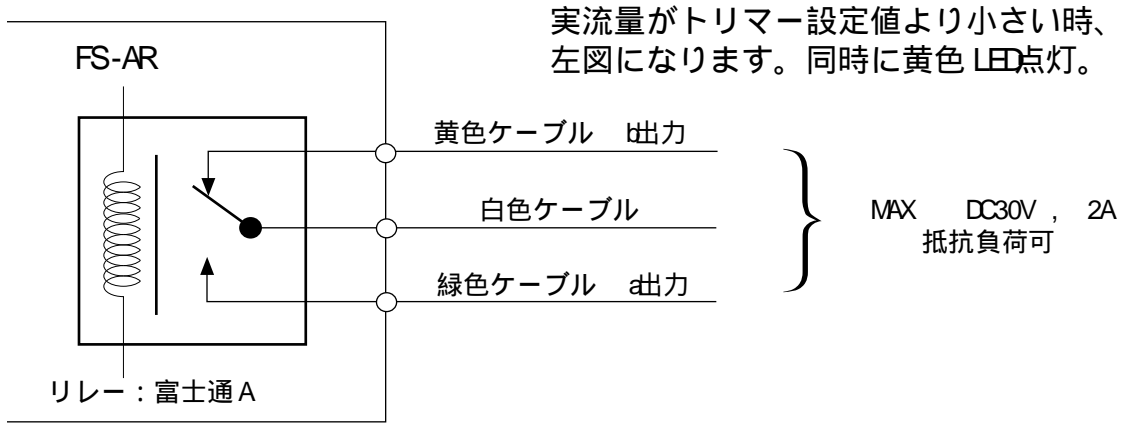 実流量がトリマー設定値より小さい時、
左図になります。同時に黄色 LED点灯。
FS-AR
黄色ケーブル b出力
白色ケーブル
緑色ケーブル a出力
MAX DC30V , 2A
抵抗負荷可
リレー:富士通A